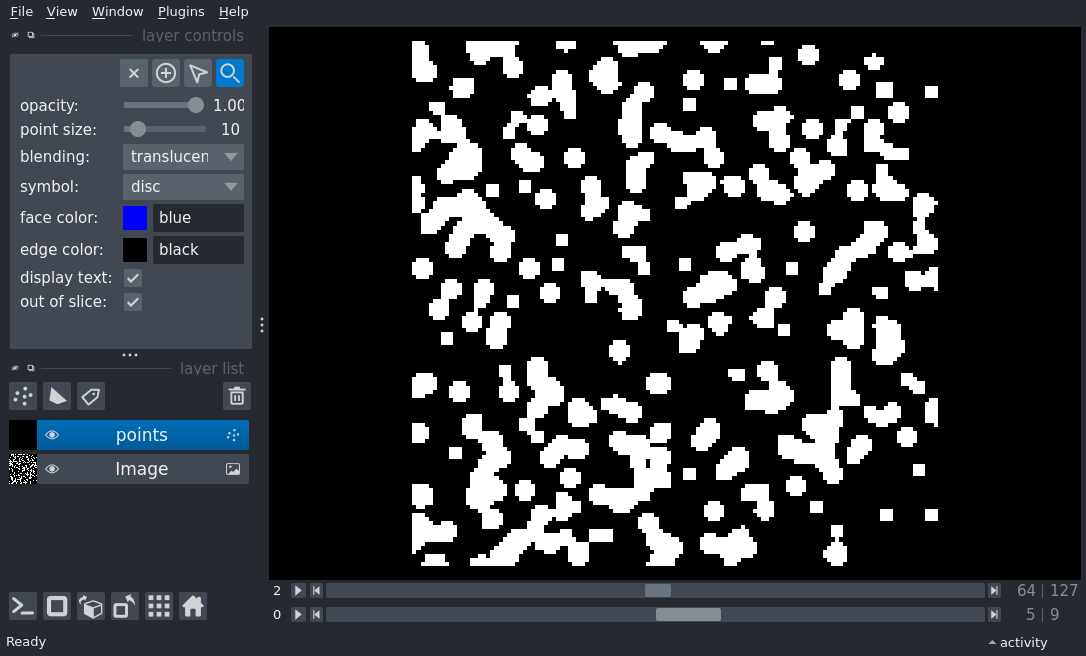 File View Window Plugins Help
layer controls
opacity: 1.00
point size: 10
blending: translucen
symbol: disc
face color: blue
edge color: black
display text:
out of slice:
layer list
points
Image
2 64 | 127
0 5 | 9
Ready activity